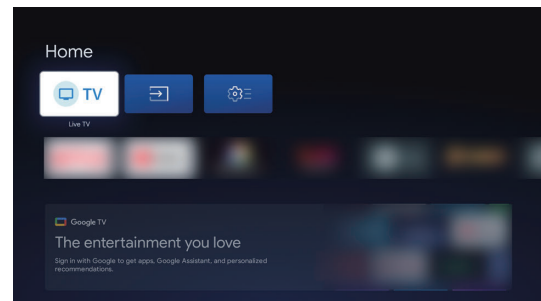 Home
TV
Live TV
Google TV
The entertainment you love
Sign in with Google to get apps, Google Assistant, and personalized
recommendations.